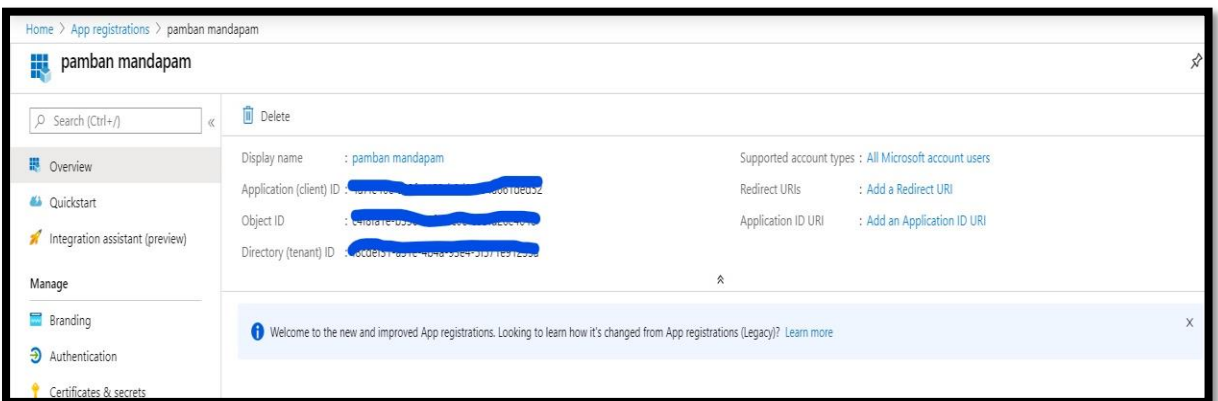 Home > App registrations > pamban mandapam
pamban mandapam
Search (Ctrl+/)
«
Overview
Quickstart
Integration assistant (preview)
Manage
Branding
Authentication
Certificates & secrets
Delete
Display name : pamban mandapam
Application (client) ID :
Object ID :
Directory (tenant) ID :
Supported account types : All Microsoft account users
Redirect URIs : Add a Redirect URI
Application ID URI : Add an Application ID URI
Welcome to the new and improved App registrations. Looking to learn how it's changed from App registrations (Legacy)? Learn more
X